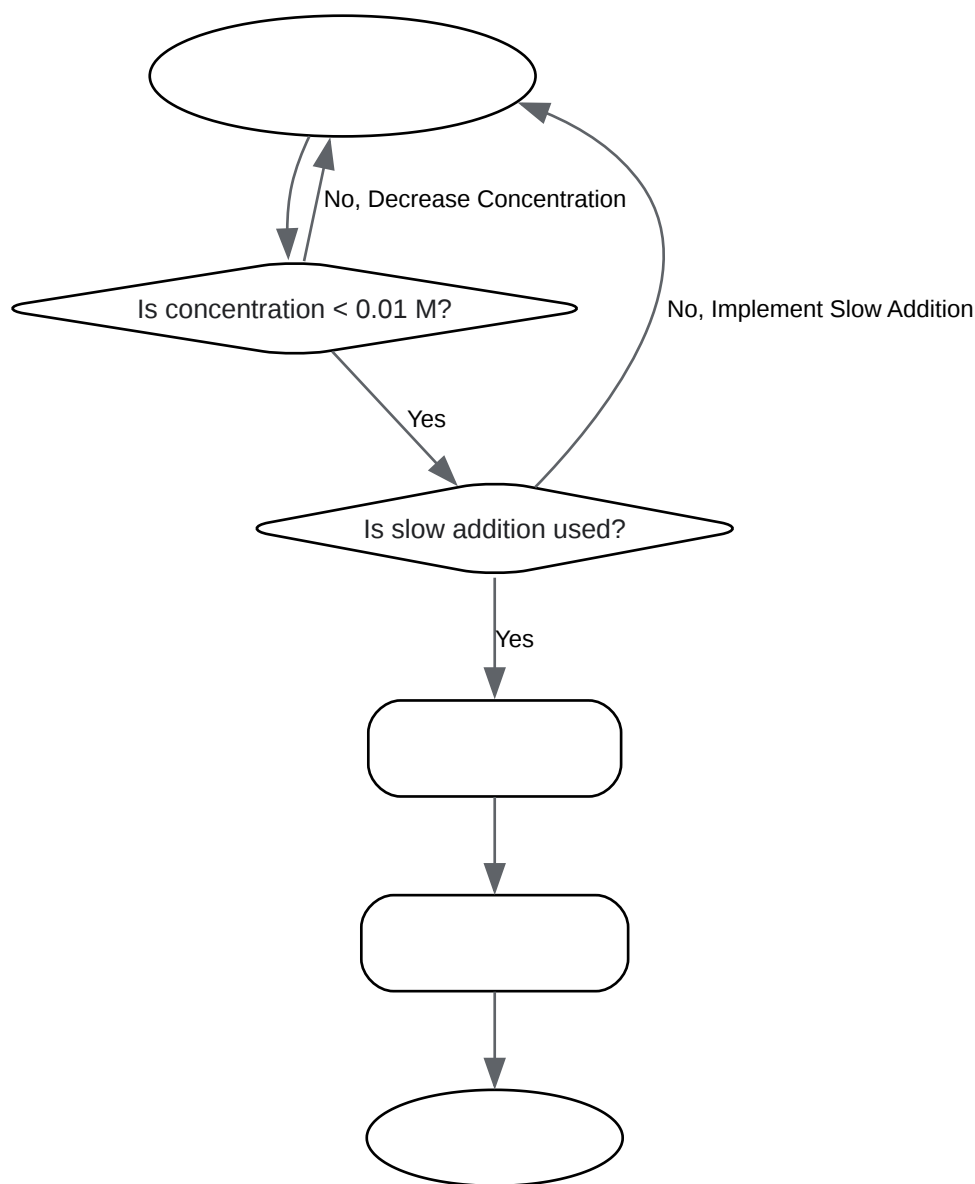 No, Decrease Concentration
Is concentration < 0.01 M?
No, Implement Slow Addition
Yes
Is slow addition used?
Yes